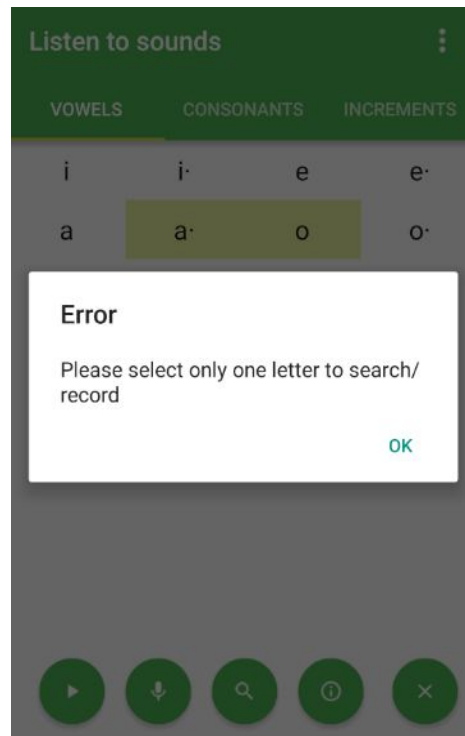 Listen to sounds
VOWELS CONSONANTS INCREMENTS
i i· e e·
a a· o o·
Error
Please select only one letter to search/
record
OK